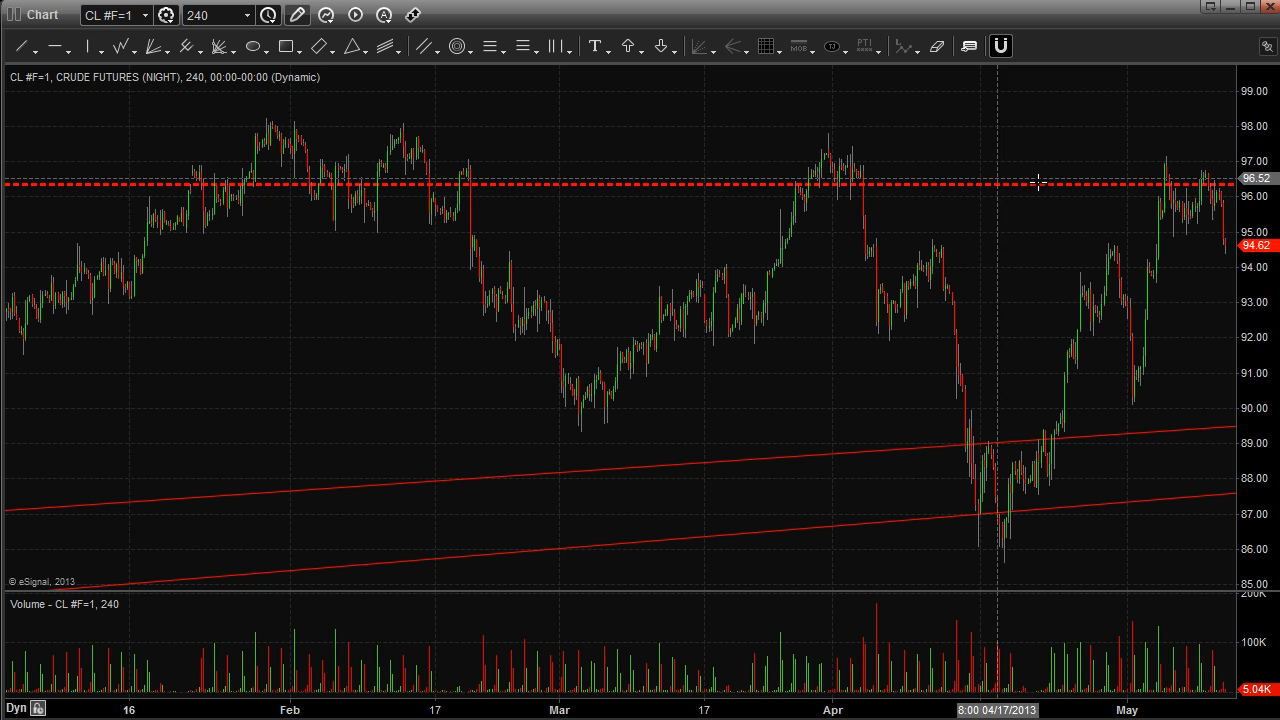 Chart CL #F=1 240
A
T MOB TJ PTI
CL #F=1, CRUDE FUTURES (NIGHT), 240, 00:00-00:00 (Dynamic)
99.00
98.00
97.00
96.52
96.00
95.00
94.62
94.00
93.00
92.00
91.00
90.00
89.00
88.00
87.00
86.00
© eSignal, 2013
85.00
200K
Volume - CL #F=1, 240
100K
5.04K
Dyn 16 Feb 17 Mar 17 Apr 8:00 04/17/2013 May